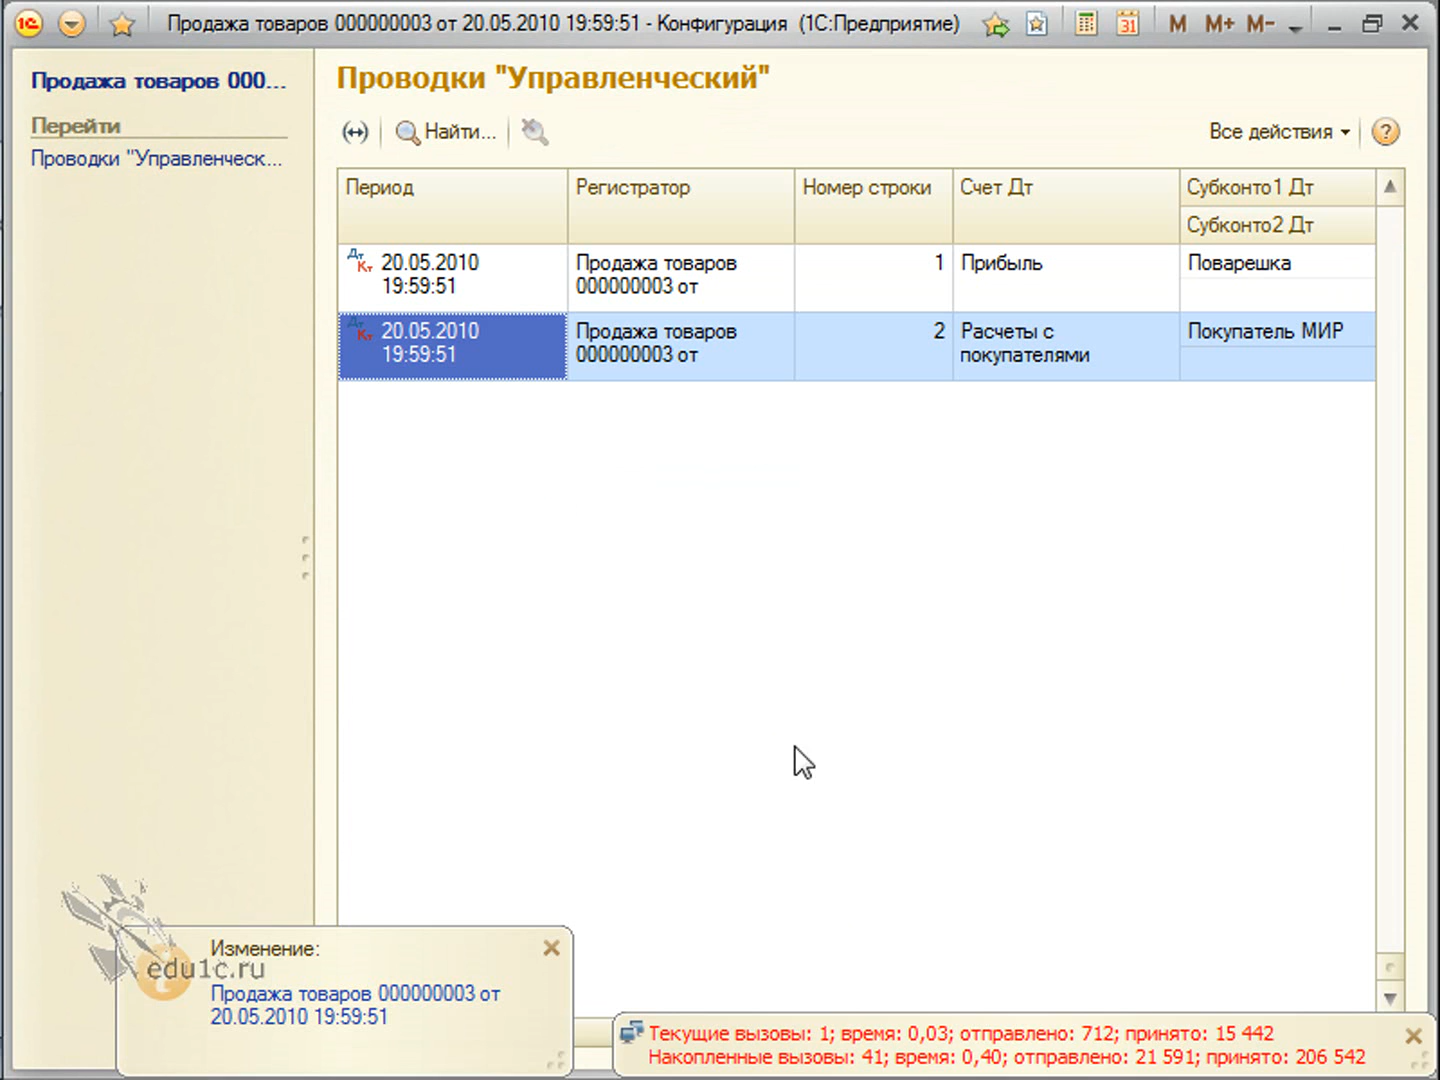 Продажа товаров 000000003 от 20.05.2010 19:59:51 - Конфигурация (1С:Предприятие)
31 M M+ M-
Продажа товаров 000...
Перейти
Проводки "Управленческ...
Проводки "Управленческий"
Найти...
Все действия
?
Период Регистратор Номер строки Счет Дт Субконто1 Дт
Субконто2 Дт
Дт Кт 20.05.2010 Продажа товаров 1 Прибыль Поварешка
19:59:51 000000003 от
Дт Кт 20.05.2010 Продажа товаров 2 Расчеты с Покупатель МИР
19:59:51 000000003 от покупателями
Изменение:
edu1c.ru
Продажа товаров 000000003 от
20.05.2010 19:59:51
Текущие вызовы: 1; время: 0,03; отправлено: 712; принято: 15 442
Накопленные вызовы: 41; время: 0,40; отправлено: 21 591; принято: 206 542